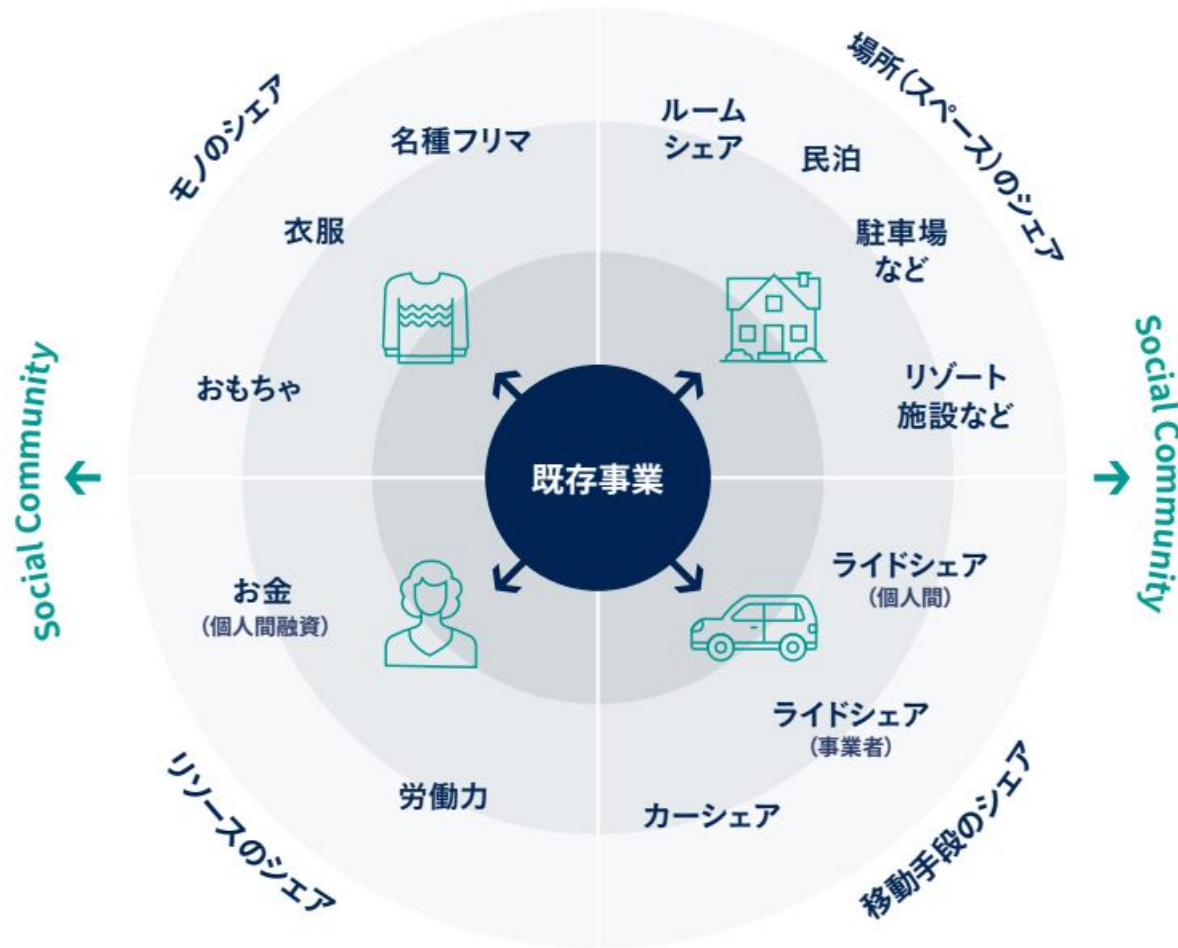 モノのシェア
名種フリマ
衣服
おもちゃ
場所(スペース)のシェア
ルーム
シェア
民泊
駐車場
など
リゾート
施設など
Social Community
既存事業
Social Community
お金
(個人間融資)
労働力
リソースのシェア
ライドシェア
(個人間)
ライドシェア
(事業者)
カーシェア
移動手段のシェア